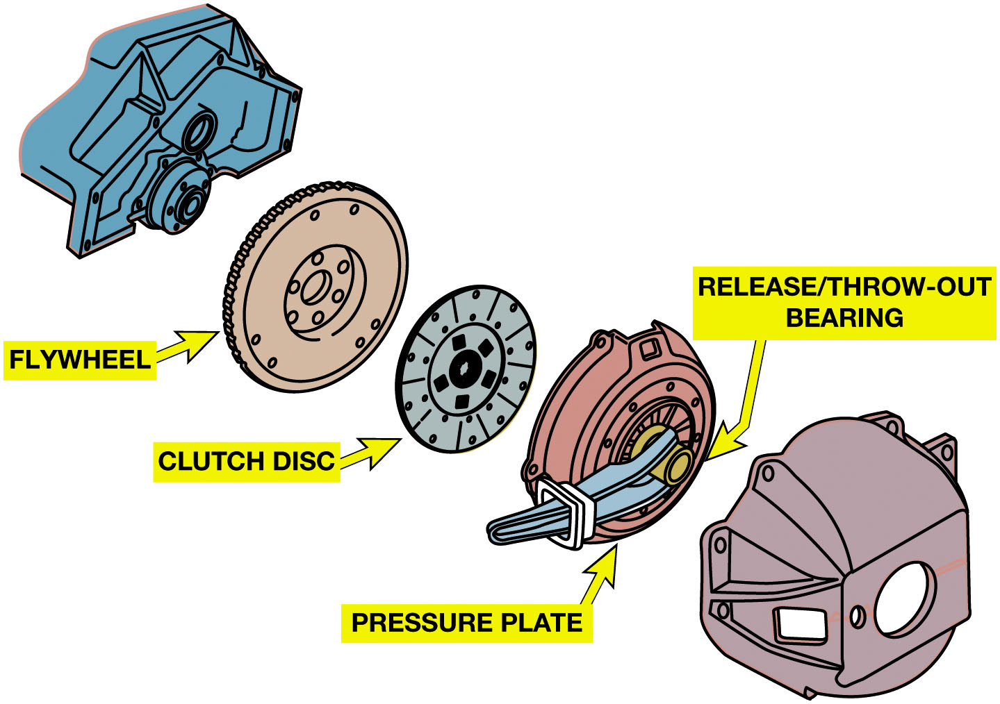 RELEASE/THROW-OUT
BEARING
FLYWHEEL
CLUTCH DISC
PRESSURE PLATE